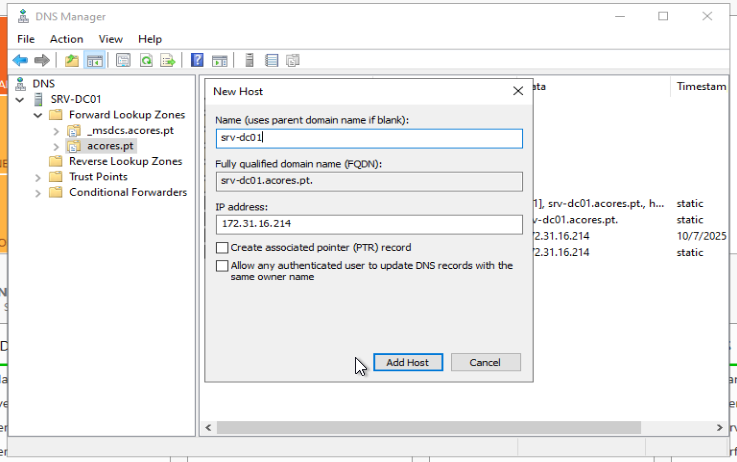 DNS Manager
File Action View Help
DNS
SRV-DC01
Forward Lookup Zones
_msdcs.acores.pt
acores.pt
Reverse Lookup Zones
Trust Points
Conditional Forwarders
New Host
Name (uses parent domain name if blank):
srv-dc01
Fully qualified domain name (FQDN):
srv-dc01.acores.pt.
IP address:
172.31.16.214
Create associated pointer (PTR) record
Allow any authenticated user to update DNS records with the
same owner name
Add Host Cancel
ata Timestam
1], srv-dc01.acores.pt., h... static
v-dc01.acores.pt. static
72.31.16.214 10/7/2025
72.31.16.214 static